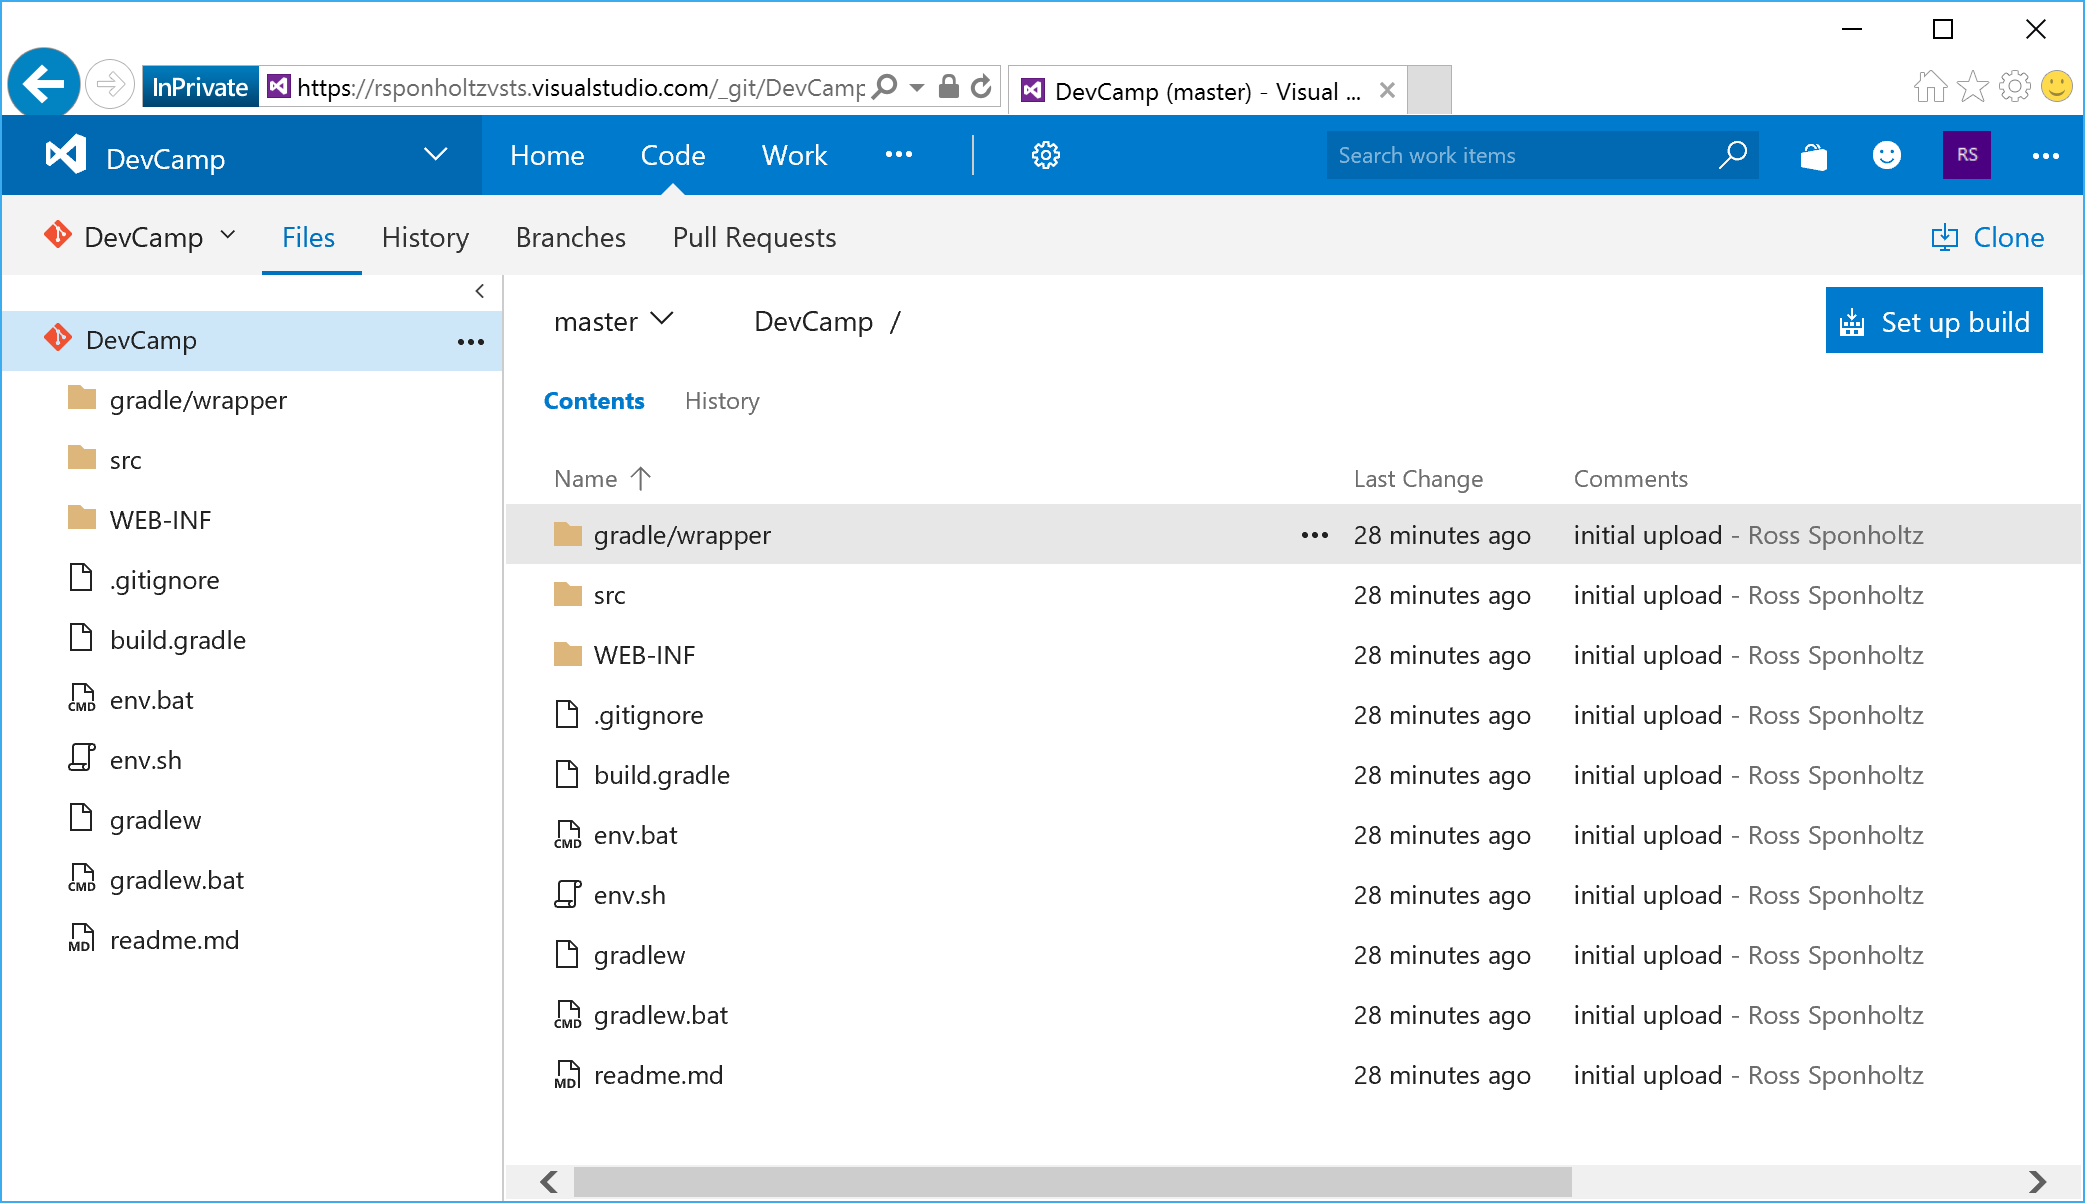 InPrivate https://rsponholtzvsts.visualstudio.com/_git/DevCamp DevCamp (master) - Visual ...
DevCamp Home Code Work ••• Search work items RS •••
DevCamp Files History Branches Pull Requests Clone
DevCamp •••
gradle/wrapper
src
WEB-INF
.gitignore
build.gradle
CMD env.bat
env.sh
gradlew
CMD gradlew.bat
MD readme.md
master DevCamp / Set up build
Contents History
Name Last Change Comments
gradle/wrapper ••• 28 minutes ago initial upload - Ross Sponholtz
src 28 minutes ago initial upload - Ross Sponholtz
WEB-INF 28 minutes ago initial upload - Ross Sponholtz
.gitignore 28 minutes ago initial upload - Ross Sponholtz
build.gradle 28 minutes ago initial upload - Ross Sponholtz
CMD env.bat 28 minutes ago initial upload - Ross Sponholtz
env.sh 28 minutes ago initial upload - Ross Sponholtz
gradlew 28 minutes ago initial upload - Ross Sponholtz
CMD gradlew.bat 28 minutes ago initial upload - Ross Sponholtz
MD readme.md 28 minutes ago initial upload - Ross Sponholtz